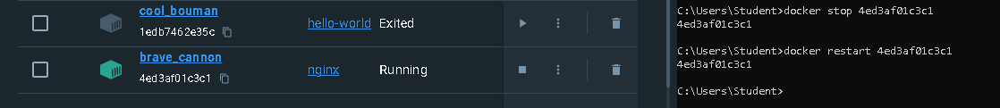 cool_bouman
1edb7462e35c
hello-world
Exited
brave_cannon
4ed3af01c3c1
nginx
Running
C:\Users\Student>docker stop 4ed3af01c3c1
4ed3af01c3c1
C:\Users\Student>docker restart 4ed3af01c3c1
4ed3af01c3c1
C:\Users\Student>